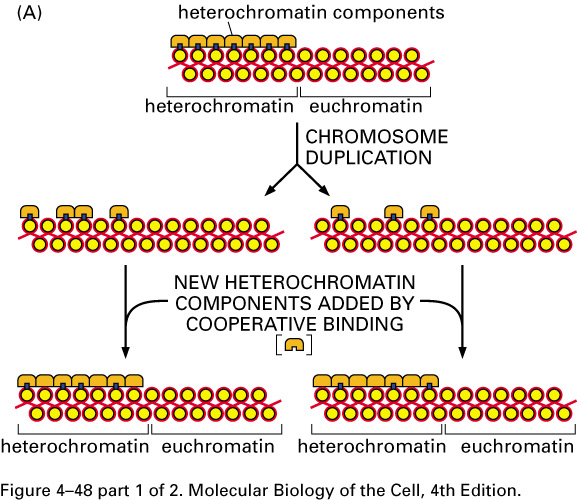 (A)
heterochromatin components
heterochromatin euchromatin
CHROMOSOME
DUPLICATION
NEW HETEROCHROMATIN
COMPONENTS ADDED BY
COOPERATIVE BINDING
[ ]
heterochromatin euchromatin heterochromatin euchromatin
Figure 4–48 part 1 of 2. Molecular Biology of the Cell, 4th Edition.